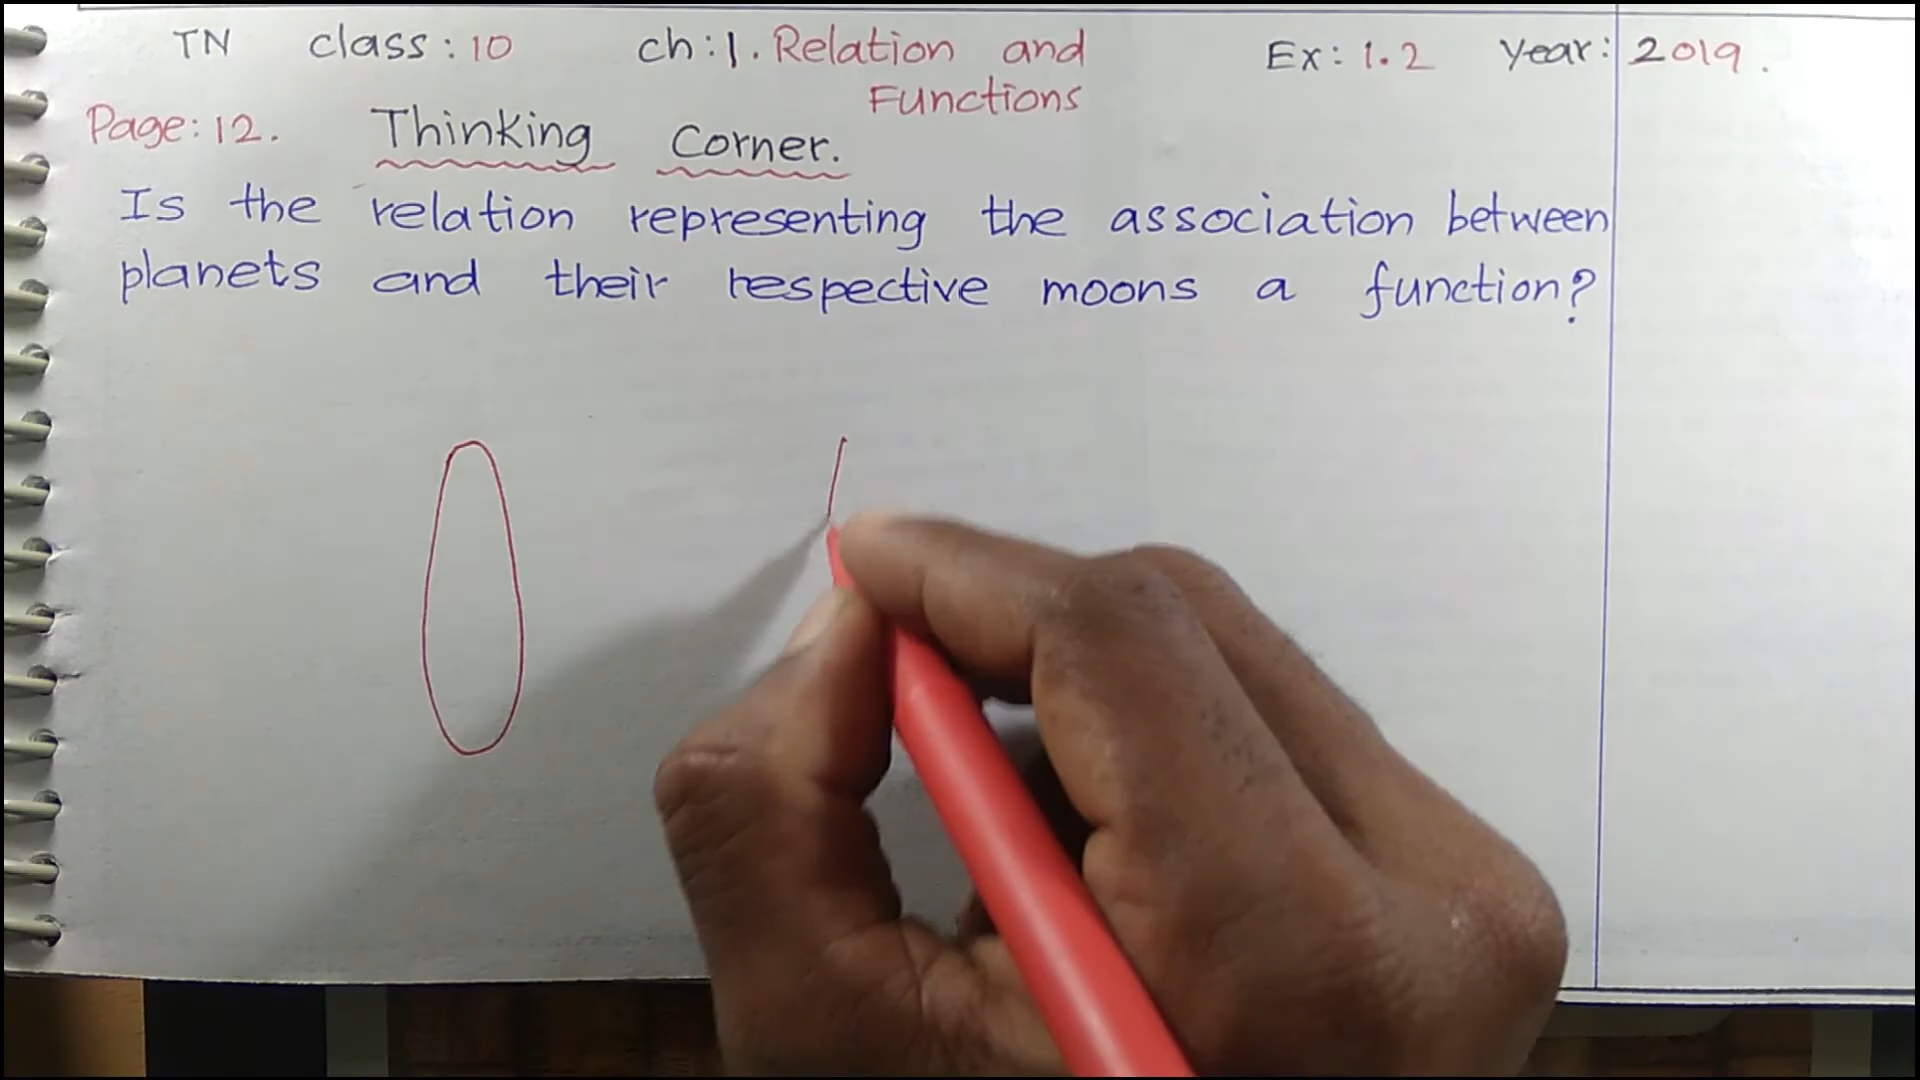 TN class: 10 ch: 1. Relation and Functions Ex: 1.2 Year: 2019.
Page: 12. Thinking Corner.
Is the relation representing the association between
planets and their respective moons a function?